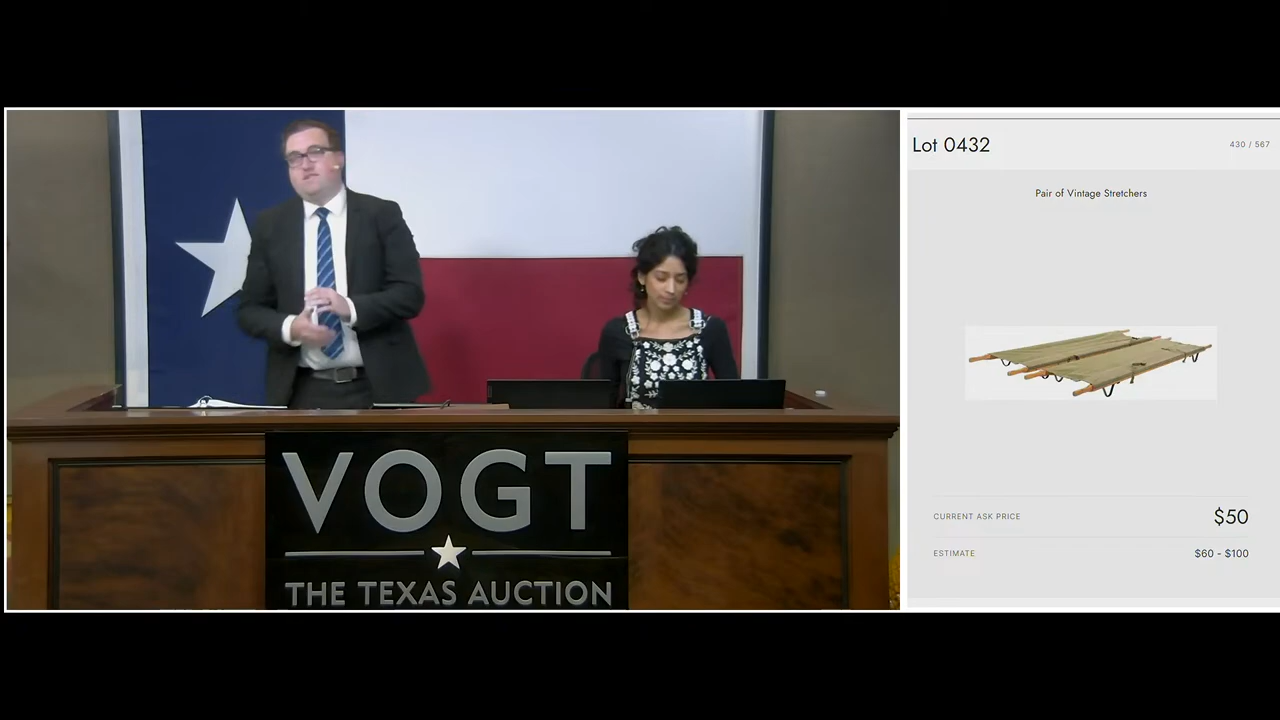 VOGT
THE TEXAS AUCTION
Lot 0432
430 / 567
Pair of Vintage Stretchers
CURRENT ASK PRICE
$50
ESTIMATE
$60 - $100